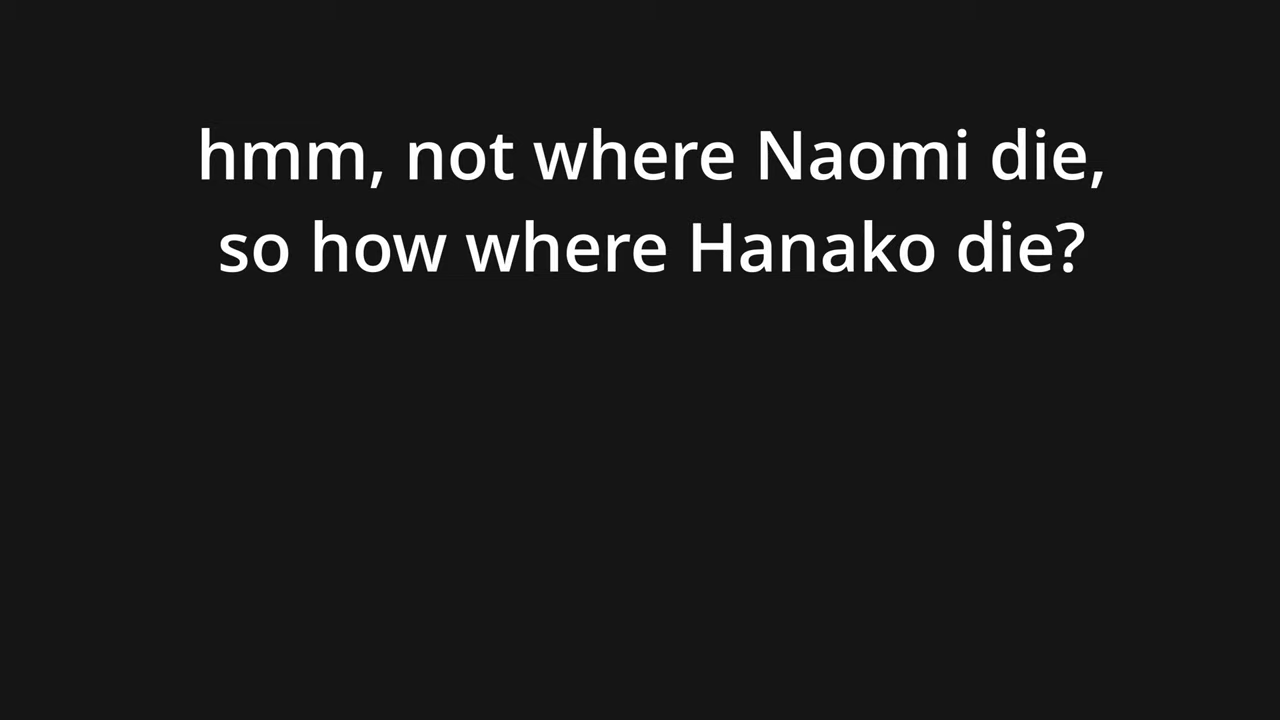 hmm, not where Naomi die,
so how where Hanako die?